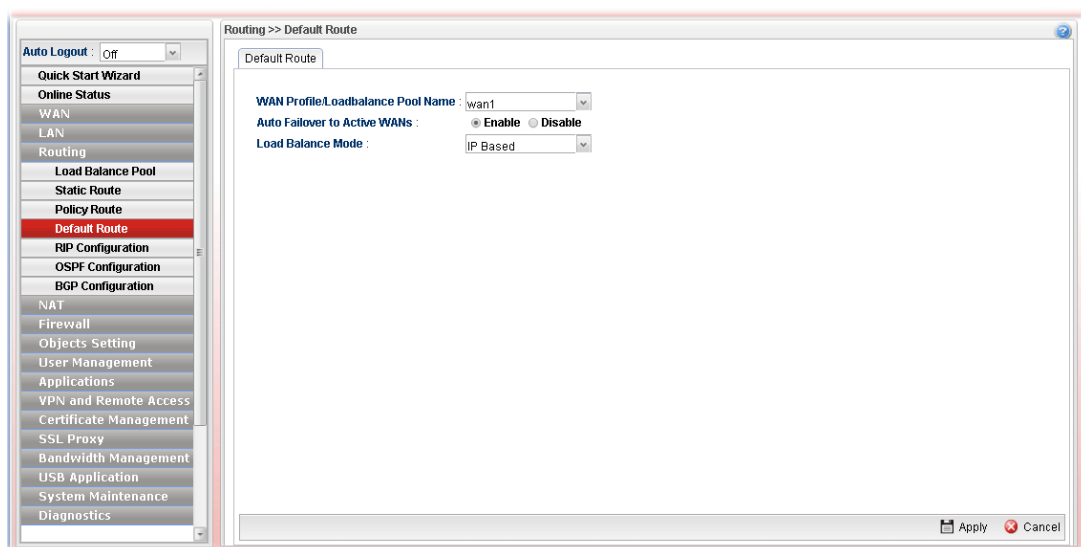 Auto Logout : Off
Quick Start Wizard
Online Status
WAN
LAN
Routing
Load Balance Pool
Static Route
Policy Route
Default Route
RIP Configuration
OSPF Configuration
BGP Configuration
NAT
Firewall
Objects Setting
User Management
Applications
VPN and Remote Access
Certificate Management
SSL Proxy
Bandwidth Management
USB Application
System Maintenance
Diagnostics
Routing >> Default Route
Default Route
WAN Profile/Loadbalance Pool Name : wan1
Auto Failover to Active WANs : Enable Disable
Load Balance Mode : IP Based
Apply Cancel